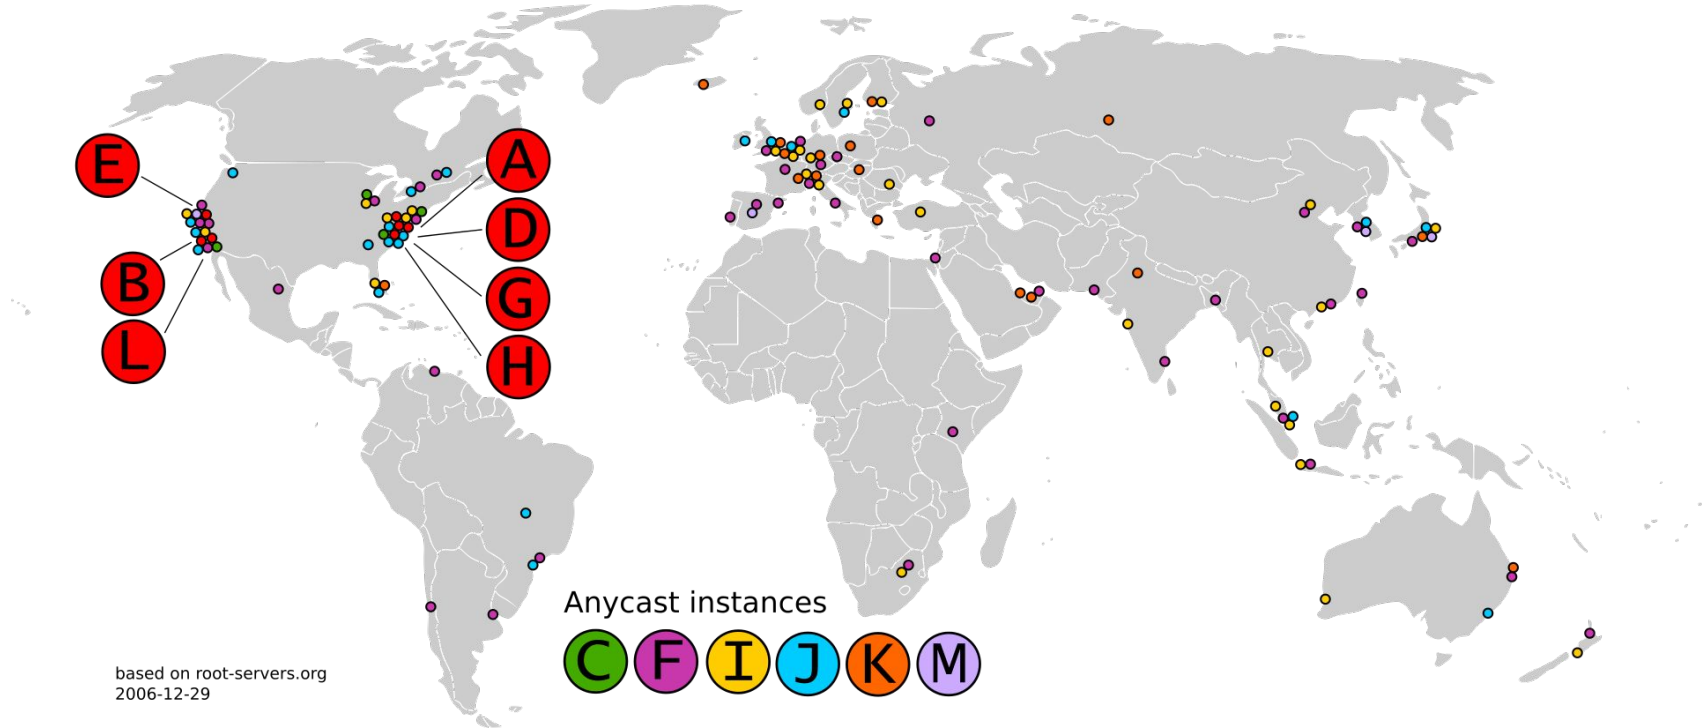 E
A
D
B
G
L
H
Anycast instances
C F I J K M
based on root-servers.org
2006-12-29